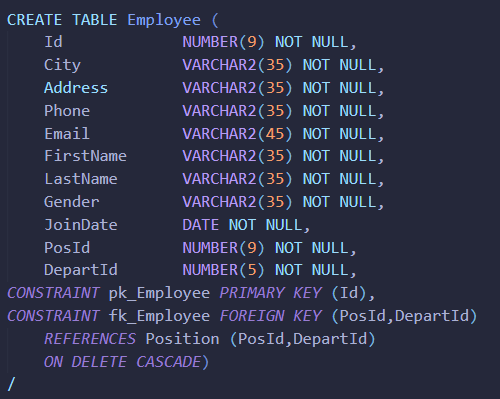 CREATE TABLE Employee (
Id NUMBER(9) NOT NULL,
City VARCHAR2(35) NOT NULL,
Address VARCHAR2(35) NOT NULL,
Phone VARCHAR2(35) NOT NULL,
Email VARCHAR2(45) NOT NULL,
FirstName VARCHAR2(35) NOT NULL,
LastName VARCHAR2(35) NOT NULL,
Gender VARCHAR2(35) NOT NULL,
JoinDate DATE NOT NULL,
PosId NUMBER(9) NOT NULL,
DepartId NUMBER(5) NOT NULL,
CONSTRAINT pk_Employee PRIMARY KEY (Id),
CONSTRAINT fk_Employee FOREIGN KEY (PosId,DepartId)
REFERENCES Position (PosId,DepartId)
ON DELETE CASCADE)
/